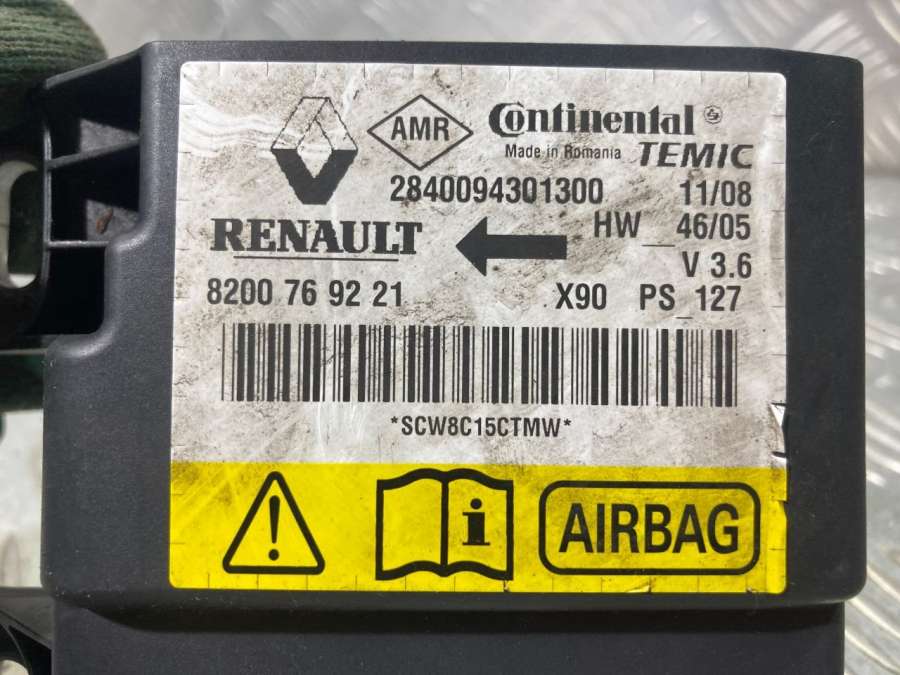 AMR
Continental
Made in Romania TEMIC
2840094301300 11/08
RENAULT HW__46/05
V 3.6
8200 76 92 21 X90 PS_127
*SCW8C15CTMW*
! i AIRBAG